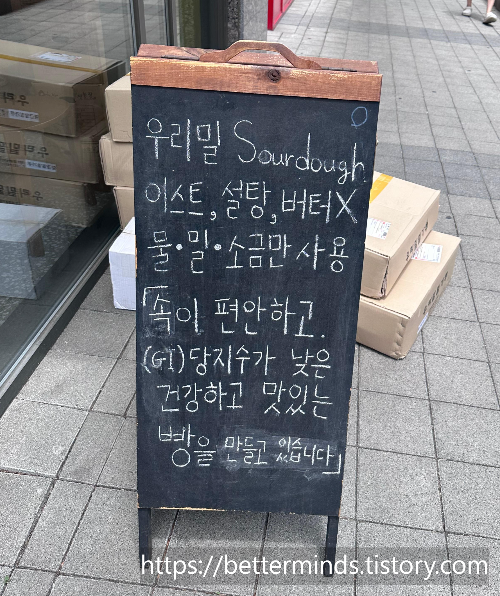 우리밀 Sourdough
이스트, 설탕, 버터X
물·밀·소금만 사용
「속이 편안하고.
(GI)당지수가 낮은
건강하고 맛있는
빵을 만들고 있습니다」
https://betterminds.tistory.com